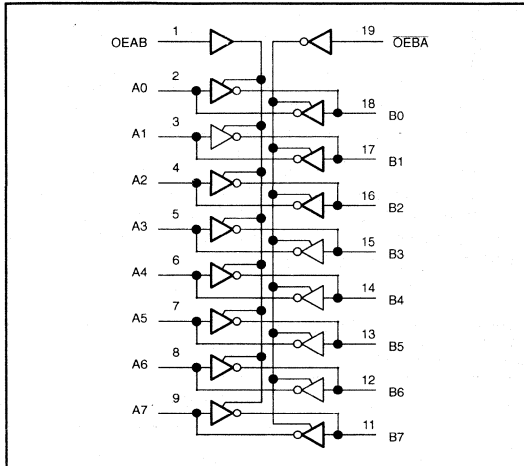 OEAB 1 19 O̅E̅B̅A̅
A0 2 18 B0
A1 3 17 B1
A2 4 16 B2
A3 5 15 B3
A4 6 14 B4
A5 7 13 B5
A6 8 12 B6
A7 9 11 B7